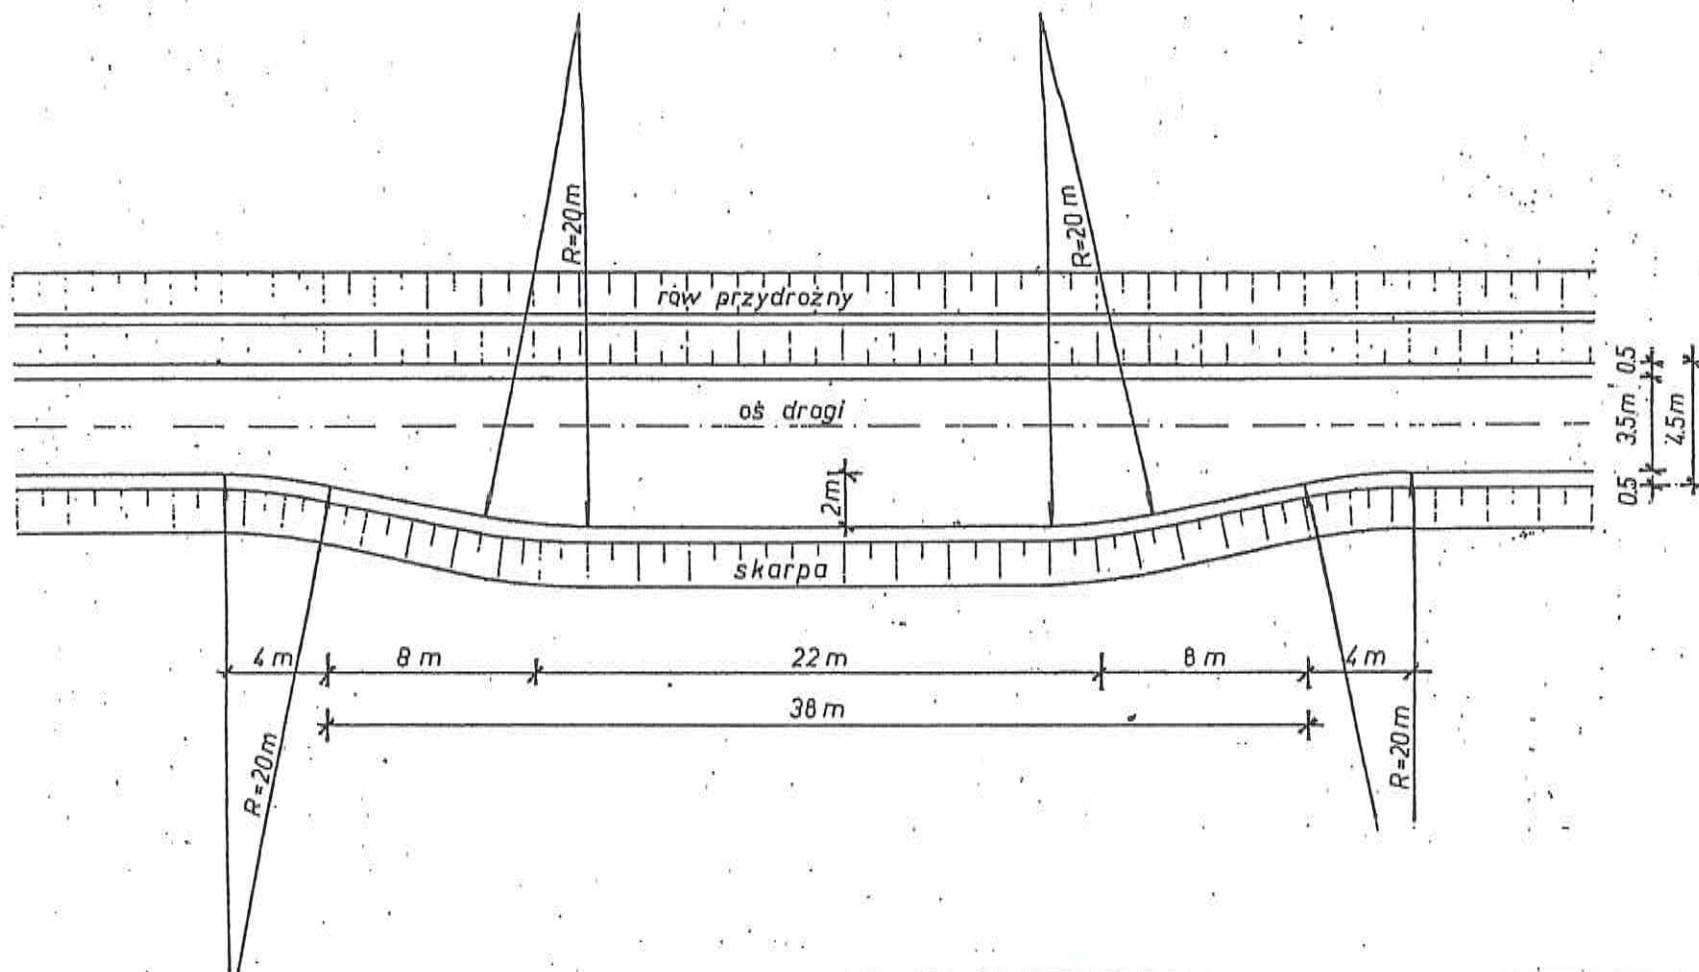 R=20m
R=20m
rów przydrożny
oś drogi
0.5
3.5m
4.5m
0.5
2m
skarpa
4m
8m
22m
8m
4m
38m
R=20m
R=20m